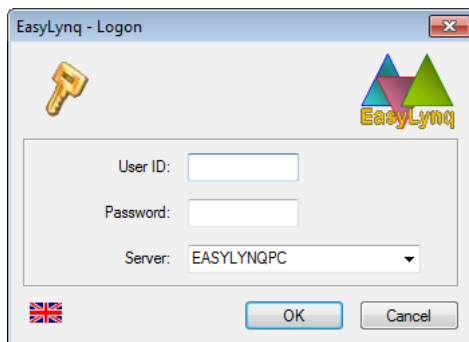 EasyLynq - Logon
EasyLynq
User ID:
Password:
Server: EASYLYNQPC
OK Cancel